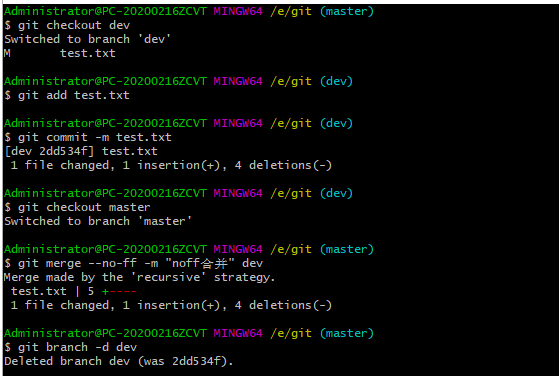 Administrator@PC-20200216ZCVT MINGW64 /e/git (master)
$ git checkout dev
Switched to branch 'dev'
M       test.txt
Administrator@PC-20200216ZCVT MINGW64 /e/git (dev)
$ git add test.txt
Administrator@PC-20200216ZCVT MINGW64 /e/git (dev)
$ git commit -m test.txt
[dev 2dd534f] test.txt
 1 file changed, 1 insertion(+), 4 deletions(-)
Administrator@PC-20200216ZCVT MINGW64 /e/git (dev)
$ git checkout master
Switched to branch 'master'
Administrator@PC-20200216ZCVT MINGW64 /e/git (master)
$ git merge --no-ff -m "noff合并" dev
Merge made by the 'recursive' strategy.
 test.txt | 5 +----
 1 file changed, 1 insertion(+), 4 deletions(-)
Administrator@PC-20200216ZCVT MINGW64 /e/git (master)
$ git branch -d dev
Deleted branch dev (was 2dd534f).